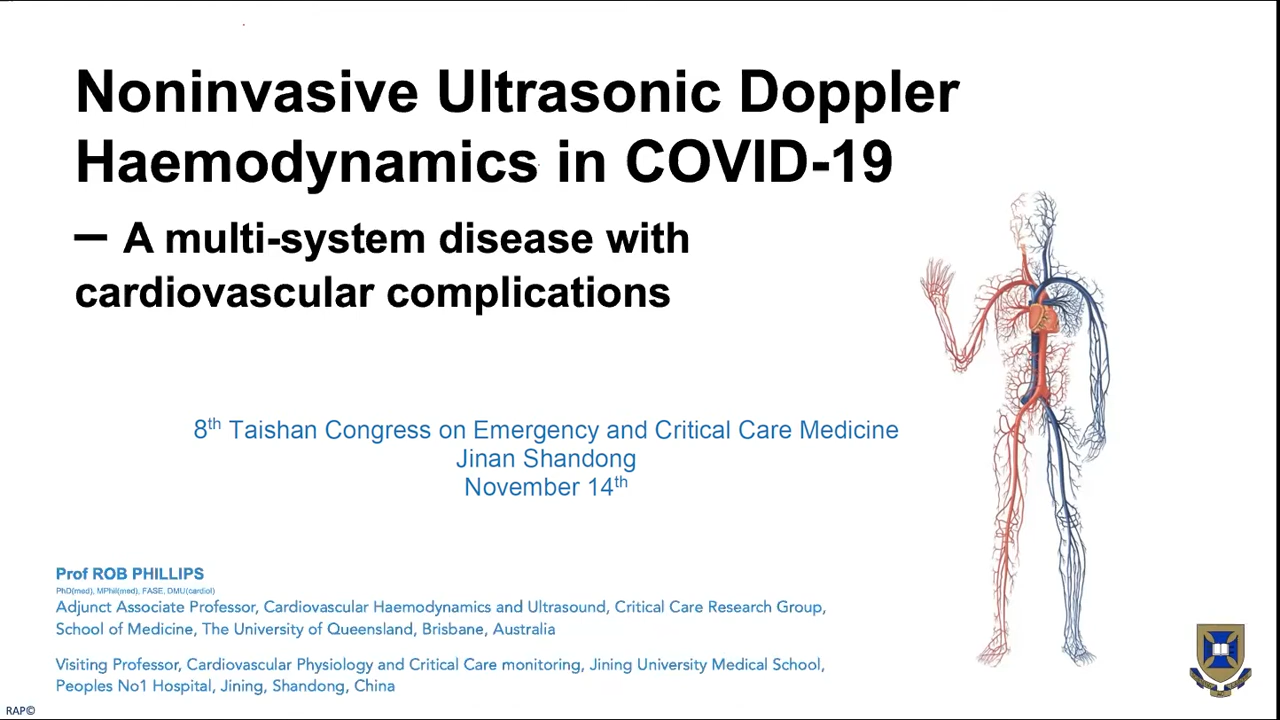 Noninvasive Ultrasonic Doppler
Haemodynamics in COVID-19
– A multi-system disease with
cardiovascular complications
8th Taishan Congress on Emergency and Critical Care Medicine
Jinan Shandong
November 14th
Prof ROB PHILLIPS
PhD(med), MPhil(med), FASE, DMU(cardiol)
Adjunct Associate Professor, Cardiovascular Haemodynamics and Ultrasound, Critical Care Research Group,
School of Medicine, The University of Queensland, Brisbane, Australia
Visiting Professor, Cardiovascular Physiology and Critical Care monitoring, Jining University Medical School,
Peoples No1 Hospital, Jining, Shandong, China
RAP©